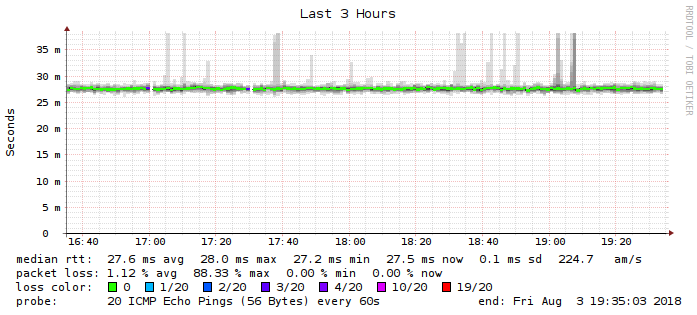 Last 3 Hours
RRDTOOL / TOBI OETIKER
Seconds
35 m
30 m
25 m
20 m
15 m
10 m
5 m
0
16:40 17:00 17:20 17:40 18:00 18:20 18:40 19:00 19:20
median rtt: 27.6 ms avg 28.0 ms max 27.2 ms min 27.5 ms now 0.1 ms sd 224.7 am/s
packet loss: 1.12 % avg 88.33 % max 0.00 % min 0.00 % now
loss color: 0 1/20 2/20 3/20 4/20 10/20 19/20
probe: 20 ICMP Echo Pings (56 Bytes) every 60s end: Fri Aug 3 19:35:03 2018